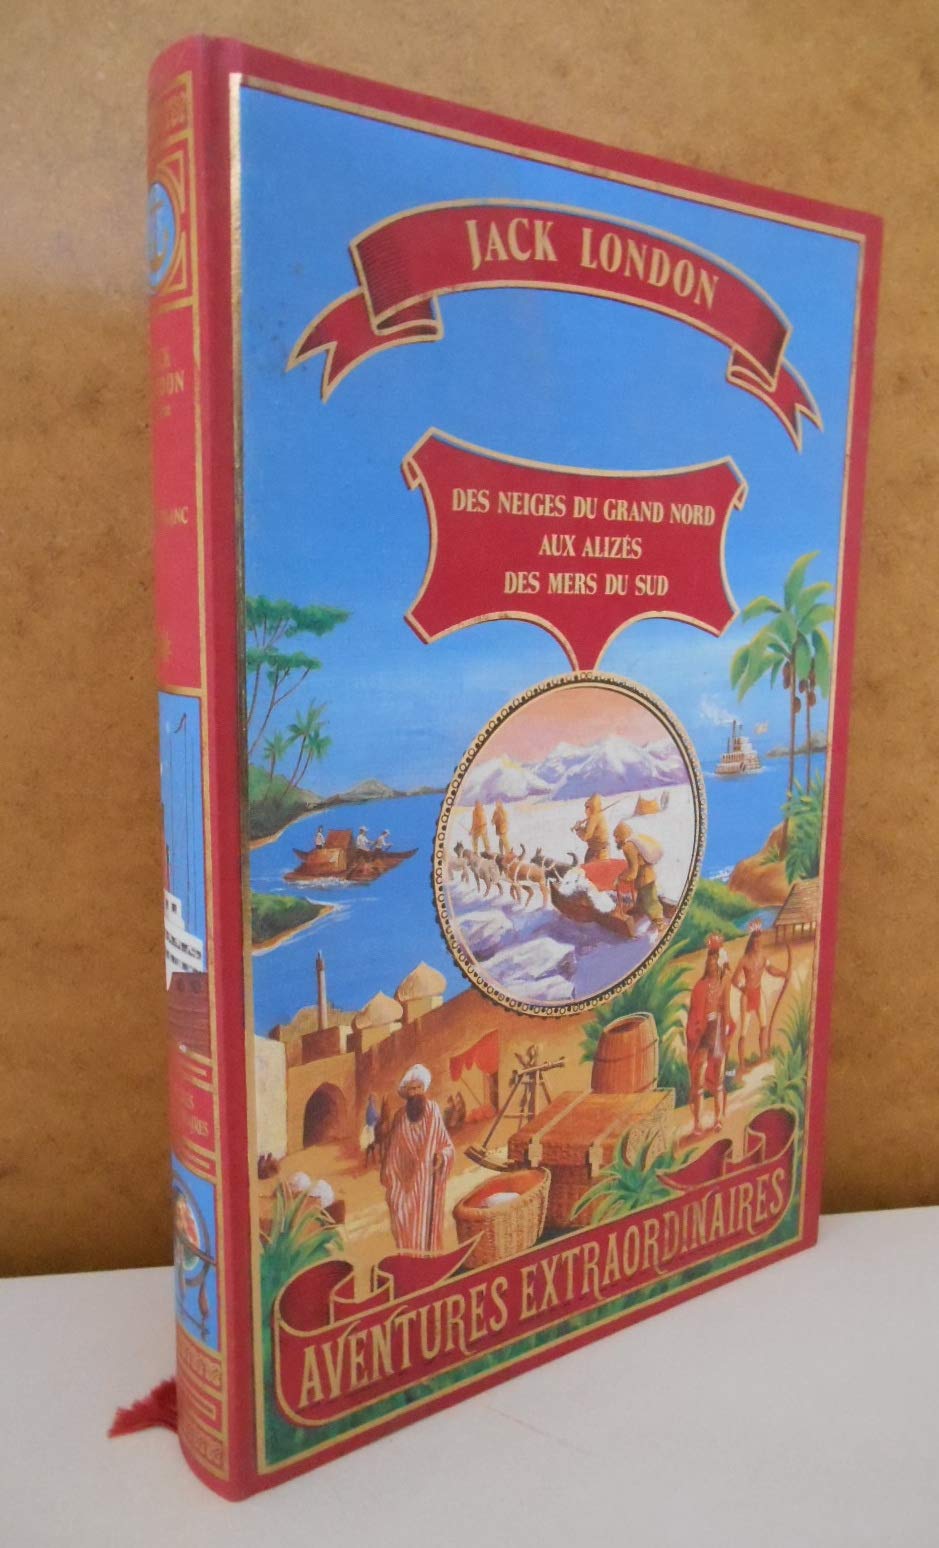 JACK LONDON
DES NEIGES DU GRAND NORD
AUX ALIZÉS
DES MERS DU SUD
AVENTURES EXTRAORDINAIRES